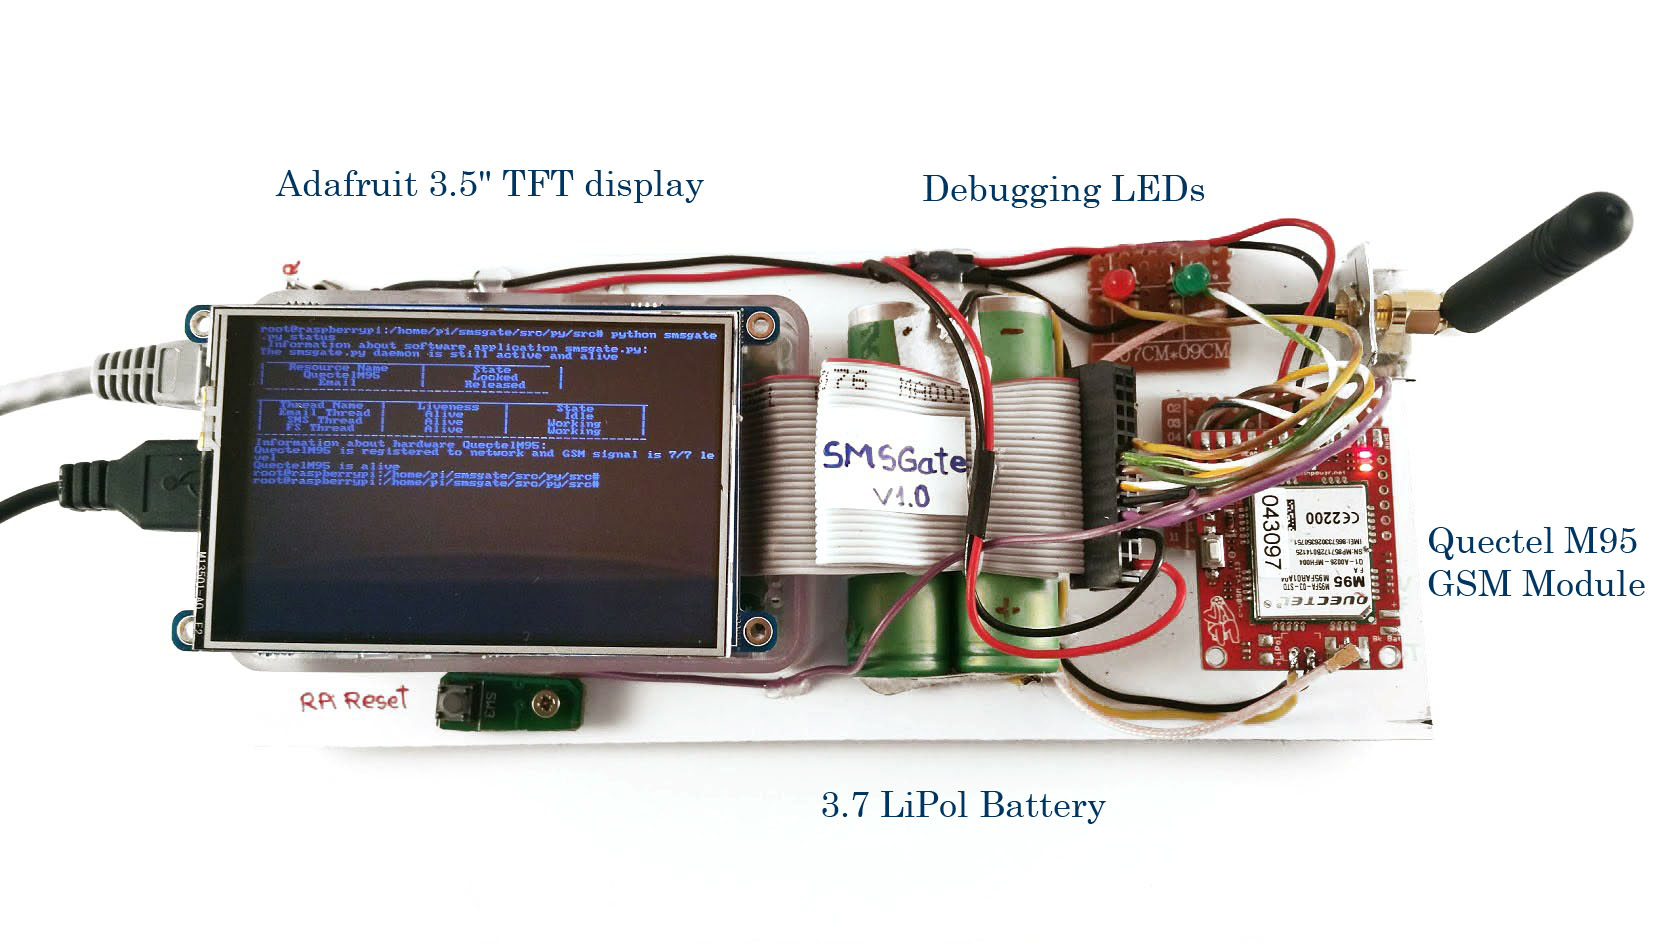 Adafruit 3.5" TFT display
Debugging LEDs
root@raspberrypi:/home/pi/smsgate/src/py/src# python smsgate
.py status
Information about software application smsgate.py:
The smsgate.py daemon is still active and alive
Resource Name | State
QuectelM95 | Locked
Email | Released
Thread Name | Liveness | State
Email Thread | Alive | Idle
SMS Thread | Alive | Working
FS Thread | Alive | Working
Information about hardware QuectelM95:
QuectelM95 is registered to network and GSM signal is 7/7 le
vel
QuectelM95 is alive
root@raspberrypi:/home/pi/smsgate/src/py/src#
root@raspberrypi:/home/pi/smsgate/src/py/src#
SMSGate
V1.0
07CM*09CM
Quectel M95
GSM Module
043097
CE2200
M95
QUECTEL
RPi Reset
SW3
3.7 LiPol Battery